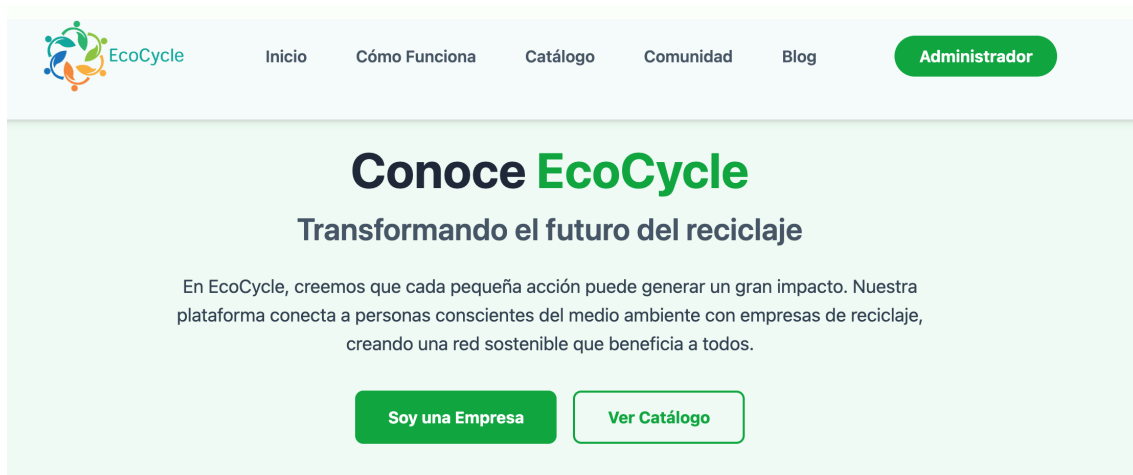 EcoCycle
Inicio
Cómo Funciona
Catálogo
Comunidad
Blog
Administrador
Conoce EcoCycle
Transformando el futuro del reciclaje
En EcoCycle, creemos que cada pequeña acción puede generar un gran impacto. Nuestra
plataforma conecta a personas conscientes del medio ambiente con empresas de reciclaje,
creando una red sostenible que beneficia a todos.
Soy una Empresa
Ver Catálogo